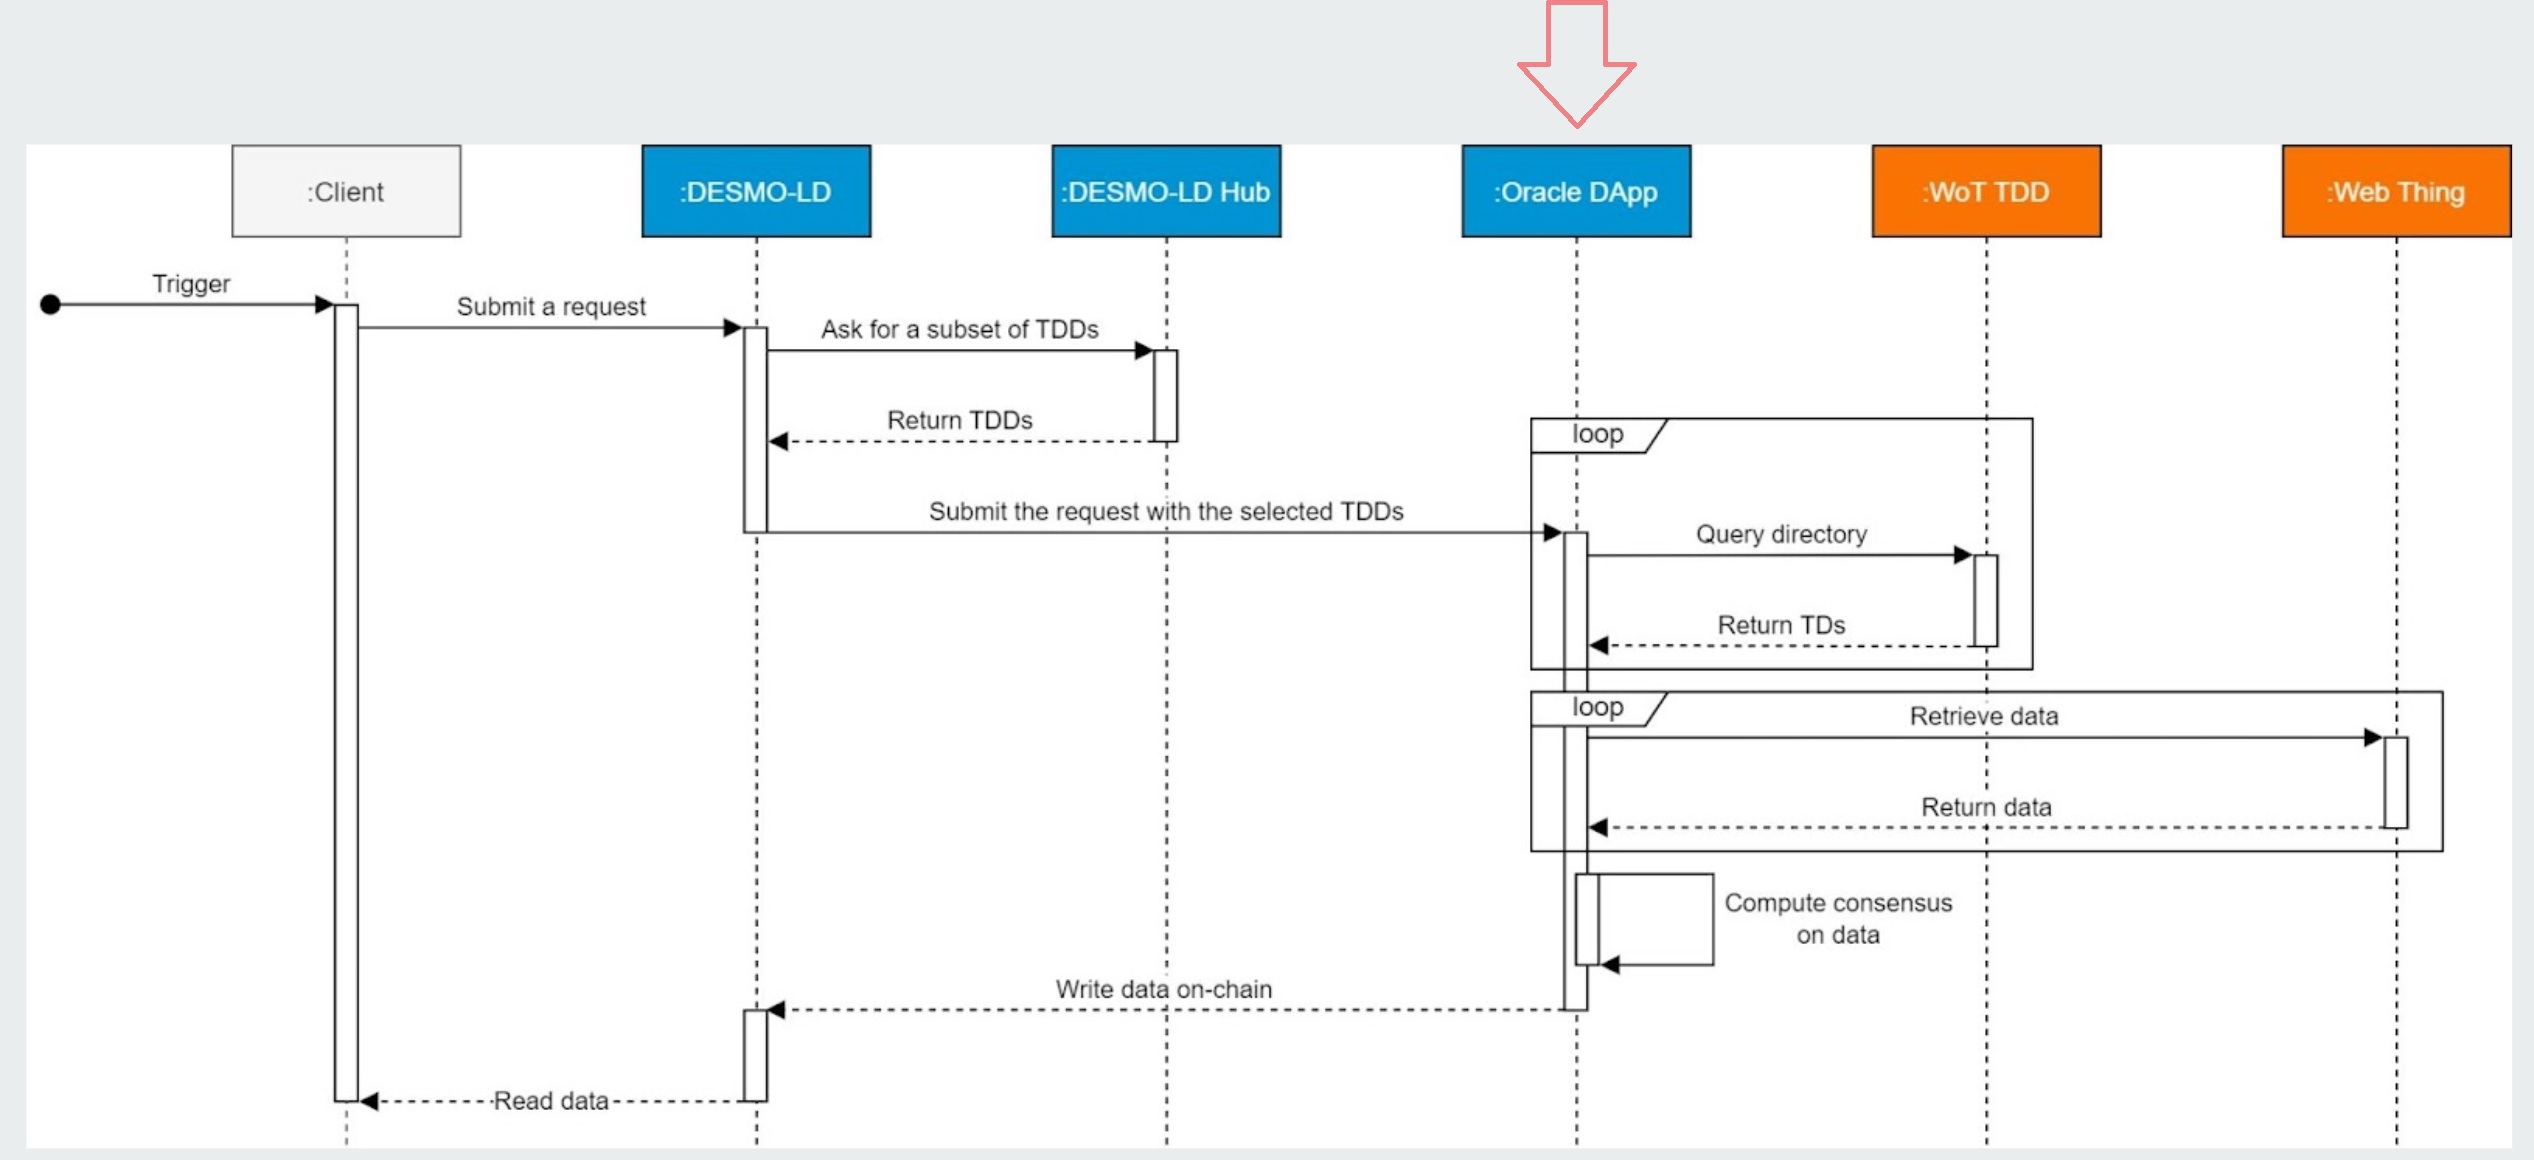 :Client
:DESMO-LD
:DESMO-LD Hub
:Oracle DApp
:WoT TDD
:Web Thing
Trigger
Submit a request
Ask for a subset of TDDs
Return TDDs
loop
Submit the request with the selected TDDs
Query directory
Return TDs
loop
Retrieve data
Return data
Compute consensus
on data
Write data on-chain
Read data